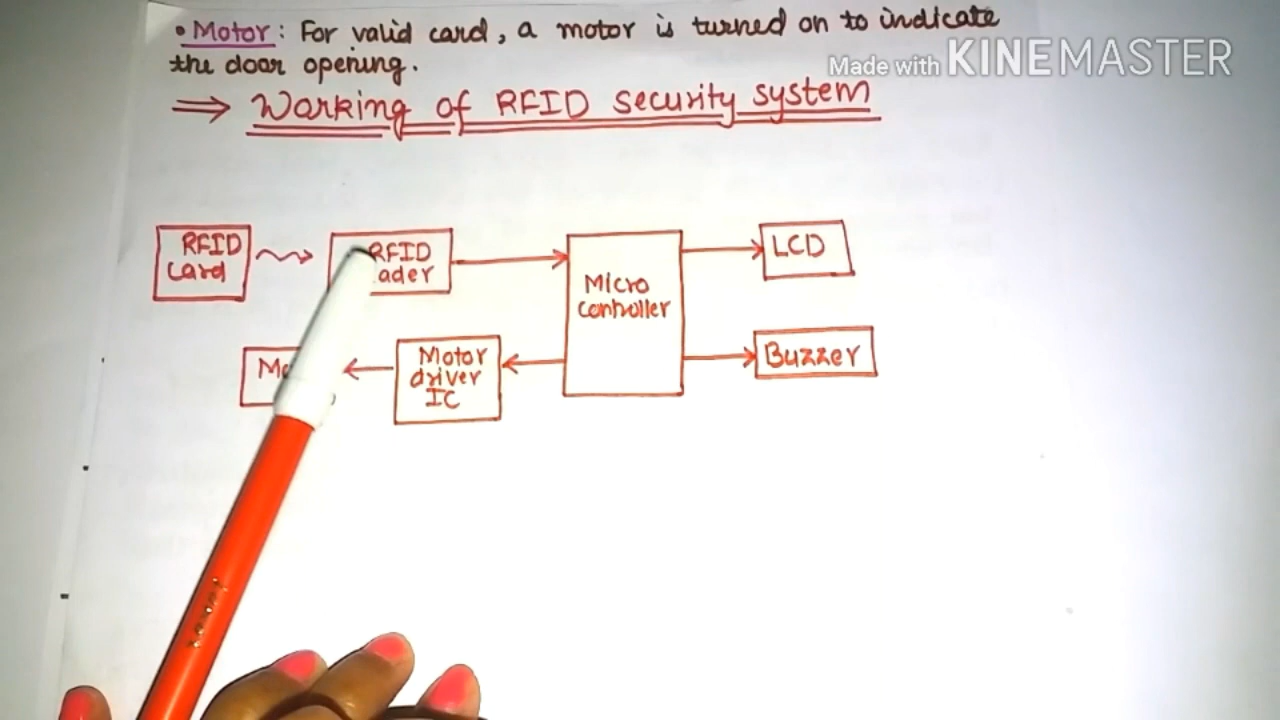 • Motor: For valid card, a motor is turned on to indicate
the door opening.
Made with KINEMASTER
⇒ Working of RFID security system
RFID
card
RFID
Micro
controller
LCD
Motor
driver
IC
Buzzer